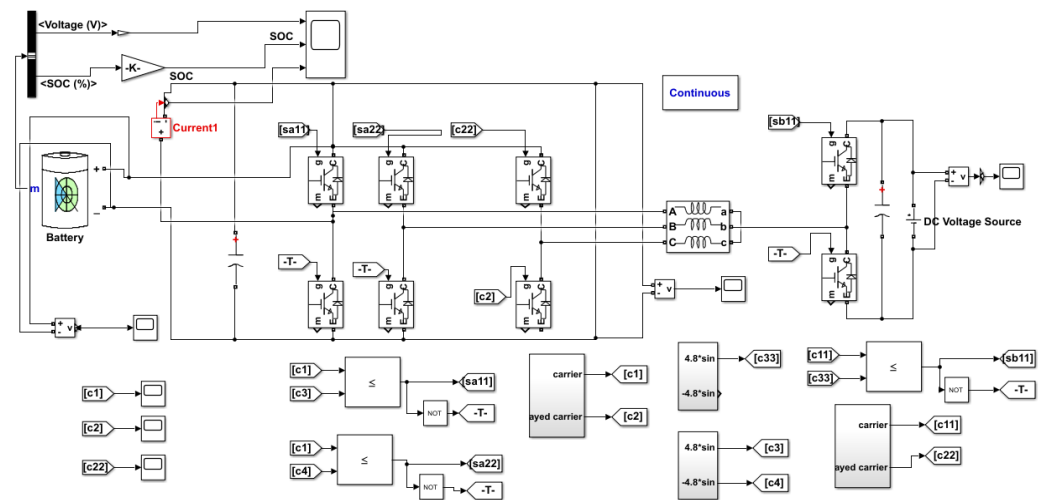 <Voltage (V)>
<SOC (%)>
-K-
SOC
SOC
Current1
m
Battery
+
−
Continuous
[sa11]
[sa22]
[c22]
[sb11]
g C
m E
g C
m E
g C
m E
g C
m E
A a
B b
C c
+
- v
DC Voltage Source
-T-
-T-
[c2]
-T-
g C
m E
g C
m E
g C
m E
g C
m E
+
- v
+
- v
[c1]
[c2]
[c22]
[c1]
[c3]
≤
[sa11]
NOT
-T-
[c1]
[c4]
≤
[sa22]
NOT
-T-
carrier
ayed carrier
[c1]
[c2]
4.8*sin
-4.8*sin
[c33]
4.8*sin
-4.8*sin
[c3]
[c4]
[c11]
[c33]
≤
[sb11]
NOT
-T-
carrier
ayed carrier
[c11]
[c22]